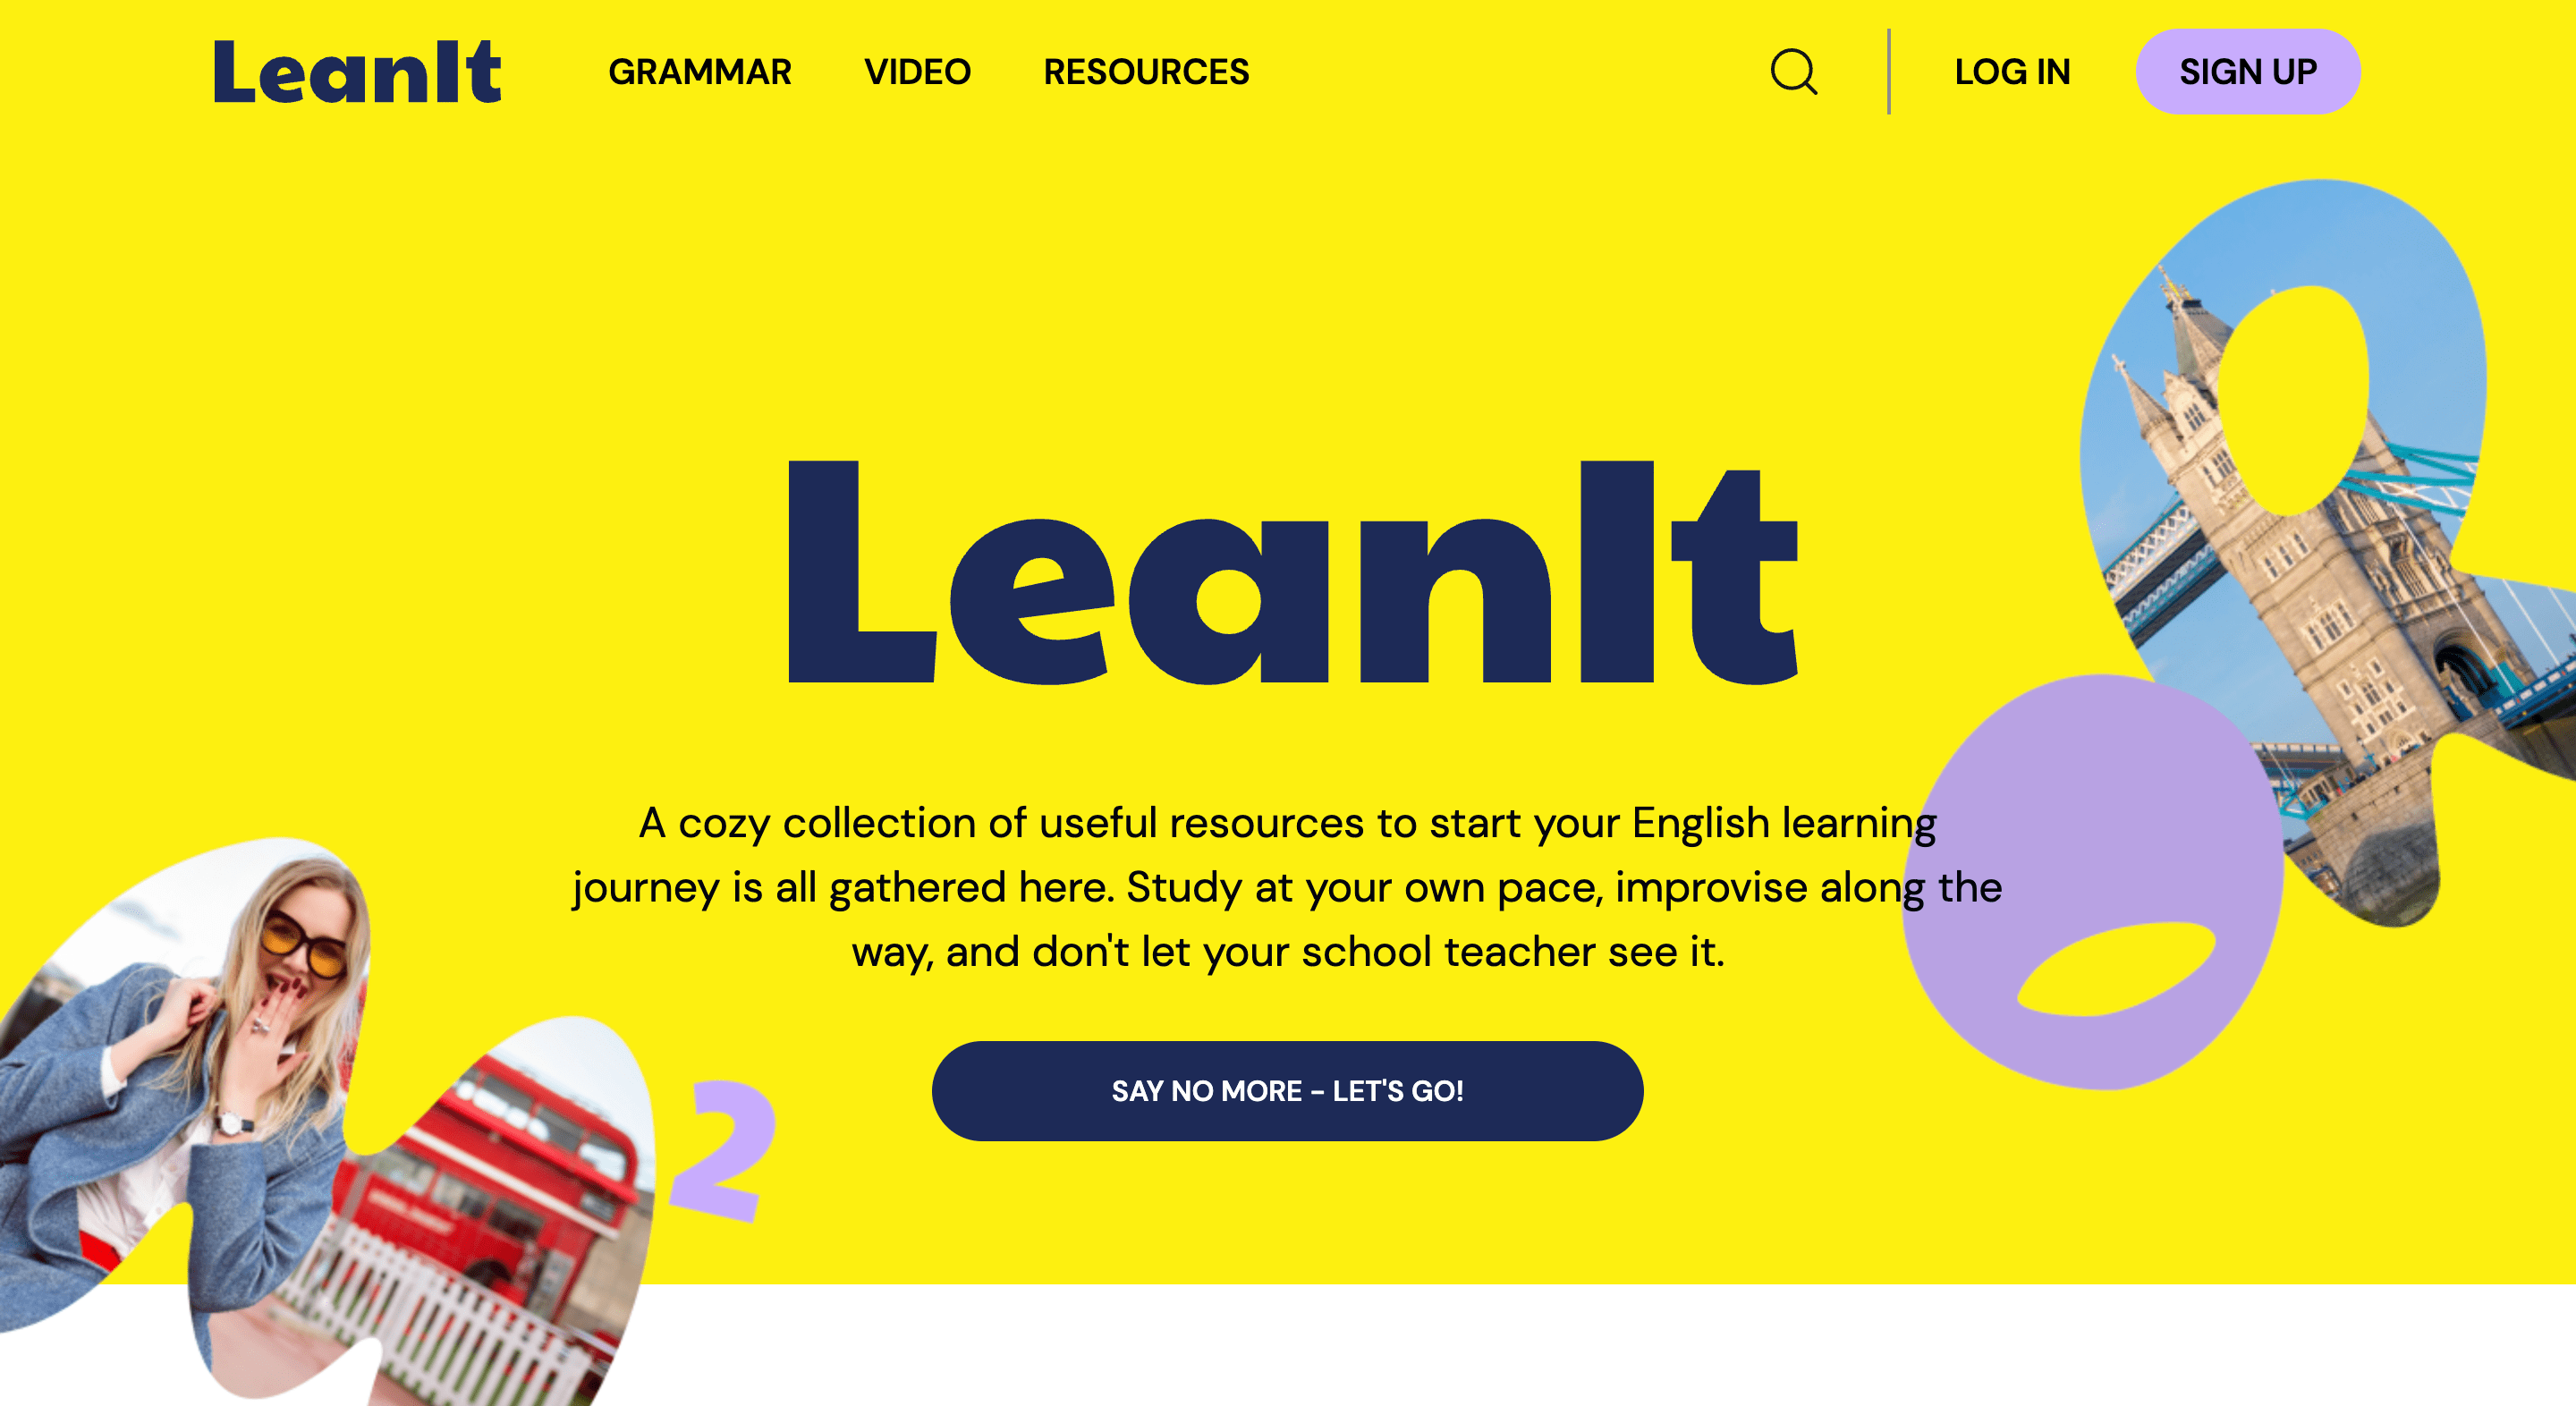 LeanIt
GRAMMAR
VIDEO
RESOURCES
LOG IN
SIGN UP
LeanIt
A cozy collection of useful resources to start your English learning
journey is all gathered here. Study at your own pace, improvise along the
way, and don't let your school teacher see it.
SAY NO MORE – LET'S GO!
2